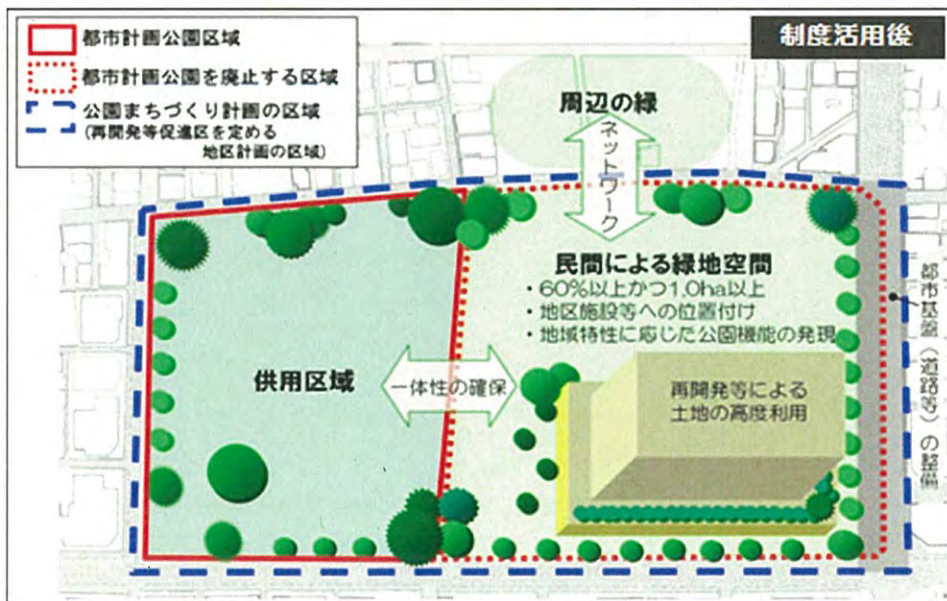 都市計画公園区域
都市計画公園を廃止する区域
公園まちづくり計画の区域
(再開発等促進区を定める
地区計画の区域)
制度活用後
周辺の緑
ネットワーク
民間による緑地空間
・60%以上かつ1.0ha以上
・地区施設等への位置付け
・地域特性に応じた公園機能の発現
供用区域
一体性の確保
再開発等による
土地の高度利用
都市基盤(道路等)の整備